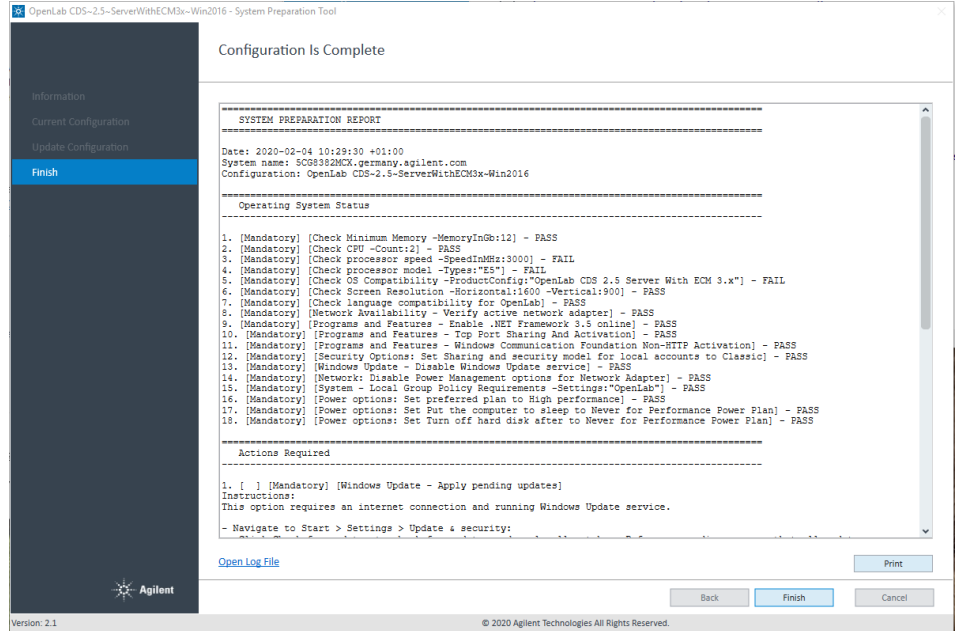 OpenLab CDS~2.5~ServerWithECM3x~Win2016 - System Preparation Tool
Configuration Is Complete
Information
Current Configuration
Update Configuration
Finish
SYSTEM PREPARATION REPORT
Date: 2020-02-04 10:29:30 +01:00
System name: 5CG8382MCX.germany.agilent.com
Configuration: OpenLab CDS~2.5~ServerWithECM3x~Win2016
Operating System Status
1. [Mandatory] [Check Minimum Memory -MemoryInGb:12] - PASS
2. [Mandatory] [Check CPU -Count:2] - PASS
3. [Mandatory] [Check processor speed -SpeedInMHz:3000] - FAIL
4. [Mandatory] [Check processor model -Types:"E5"] - FAIL
5. [Mandatory] [Check OS Compatibility -ProductConfig:"OpenLab CDS 2.5 Server With ECM 3.x"] - FAIL
6. [Mandatory] [Check Screen Resolution -Horizontal:1600 -Vertical:900] - PASS
7. [Mandatory] [Check language compatibility for OpenLab] - PASS
8. [Mandatory] [Network Availability - Verify active network adapter] - PASS
9. [Mandatory] [Programs and Features - Enable .NET Framework 3.5 online] - PASS
10. [Mandatory] [Programs and Features - Tcp Port Sharing And Activation] - PASS
11. [Mandatory] [Programs and Features - Windows Communication Foundation Non-HTTP Activation] - PASS
12. [Mandatory] [Security Options: Set Sharing and security model for local accounts to Classic] - PASS
13. [Mandatory] [Windows Update - Disable Windows Update service] - PASS
14. [Mandatory] [Network: Disable Power Management options for Network Adapter] - PASS
15. [Mandatory] [System - Local Group Policy Requirements -Settings:"OpenLab"] - PASS
16. [Mandatory] [Power options: Set preferred plan to High performance] - PASS
17. [Mandatory] [Power options: Set Put the computer to sleep to Never for Performance Power Plan] - PASS
18. [Mandatory] [Power options: Set Turn off hard disk after to Never for Performance Power Plan] - PASS
Actions Required
1. [ ] [Mandatory] [Windows Update - Apply pending updates]
Instructions:
This option requires an internet connection and running Windows Update service.
- Navigate to Start > Settings > Update & security:
Open Log File
Print
Agilent
Back
Finish
Cancel
Version: 2.1
© 2020 Agilent Technologies All Rights Reserved.